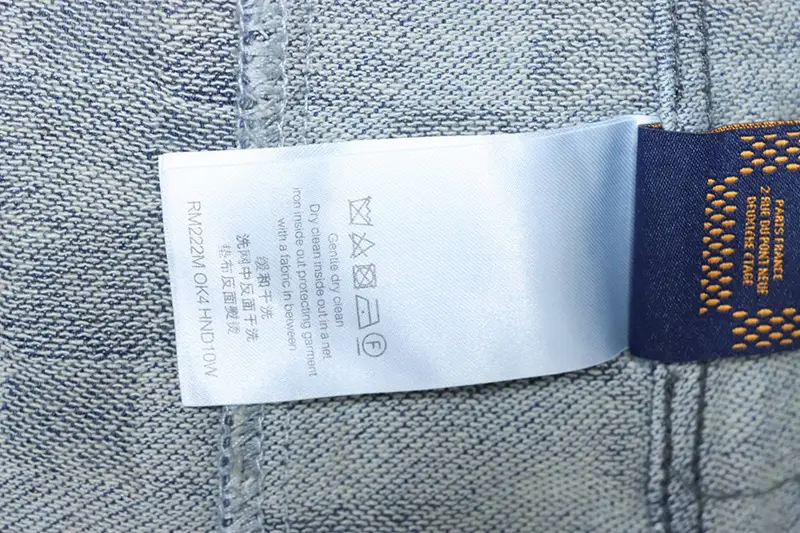 F
Gentle dry clean
Dry clean inside out in a net
iron inside out protecting garment
with a fabric in between
缓和干洗
洗网中反面干洗
垫布反面熨烫
RM222M OK4 HND10W
PARIS FRANCE
2 RUE DU PONT NEUF
DEUXIEME ETAGE